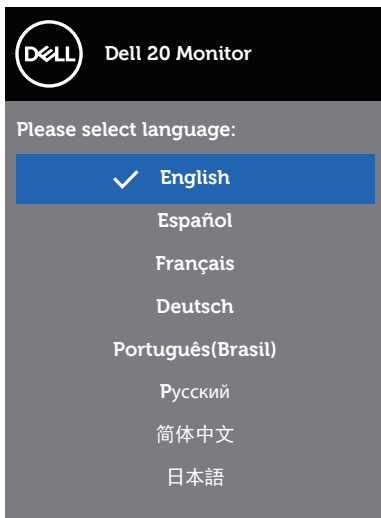 DELL
Dell 20 Monitor
Please select language:
English
Español
Français
Deutsch
Português(Brasil)
Русский
简体中文
日本語